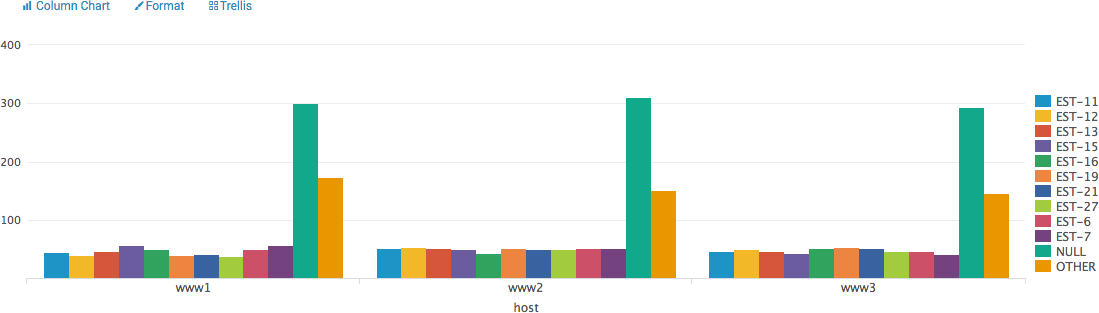 Column Chart Format Trellis
400
300
200
100
www1 www2 www3
host
EST-11
EST-12
EST-13
EST-15
EST-16
EST-19
EST-21
EST-27
EST-6
EST-7
NULL
OTHER